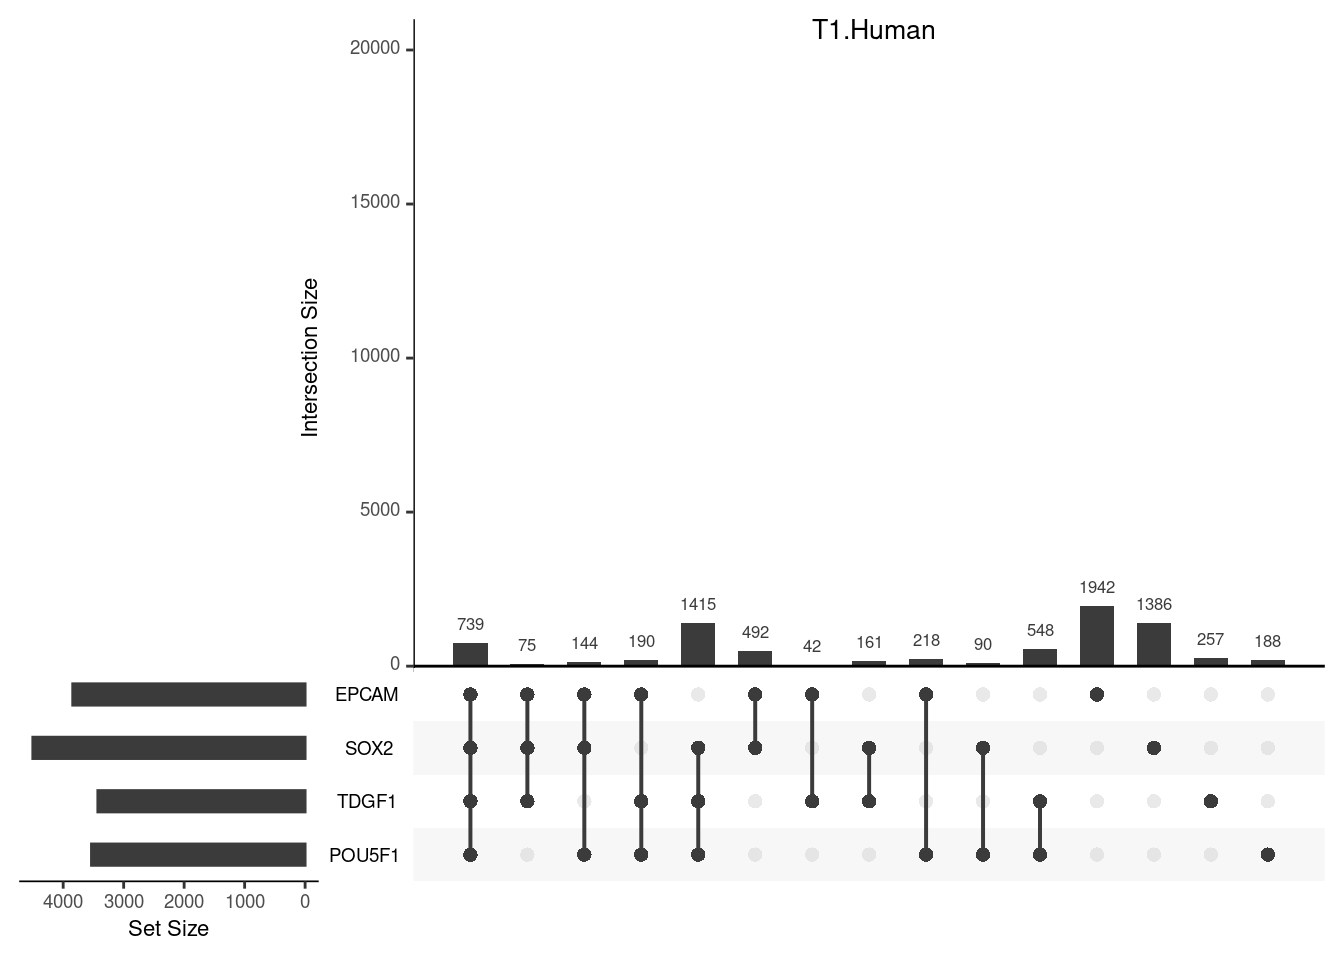 T1.Human
20000
15000
10000
5000
0
Intersection Size
739 75 144 190 1415 492 42 161 218 90 548 1942 1386 257 188
EPCAM
SOX2
TDGF1
POU5F1
4000 3000 2000 1000 0
Set Size